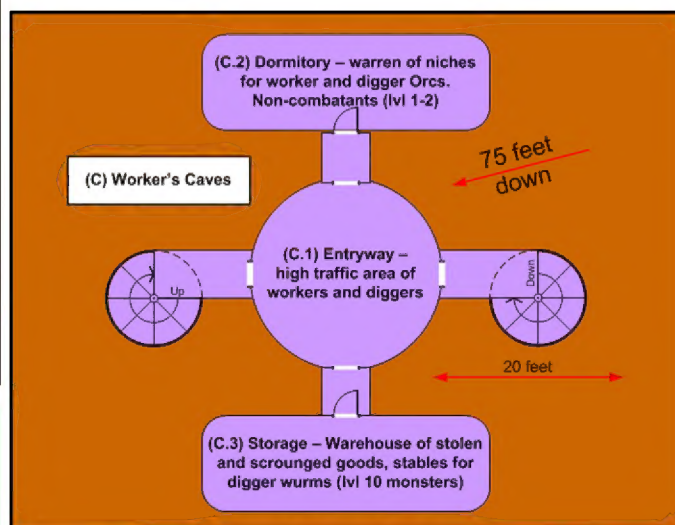 (C.2) Dormitory – warren of niches
for worker and digger Orcs.
Non-combatants (lvl 1-2)
75 feet
down
(C) Worker's Caves
(C.1) Entryway –
high traffic area of
workers and diggers
Up
Down
20 feet
(C.3) Storage – Warehouse of stolen
and scrounged goods, stables for
digger wurms (lvl 10 monsters)